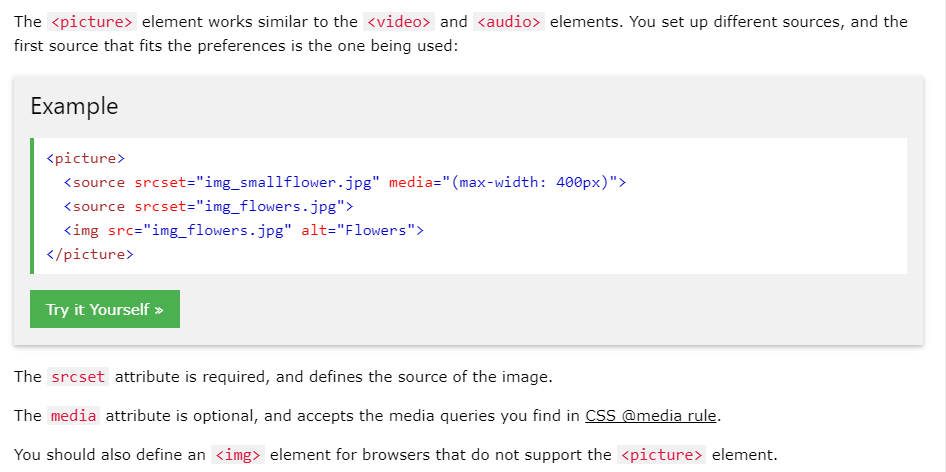 The <picture> element works similar to the <video> and <audio> elements. You set up different sources, and the
first source that fits the preferences is the one being used:
Example
<picture>
<source srcset="img_smallflower.jpg" media="(max-width: 400px)">
<source srcset="img_flowers.jpg">
<img src="img_flowers.jpg" alt="Flowers">
</picture>
Try it Yourself »
The srcset attribute is required, and defines the source of the image.
The media attribute is optional, and accepts the media queries you find in CSS @media rule.
You should also define an <img> element for browsers that do not support the <picture> element.